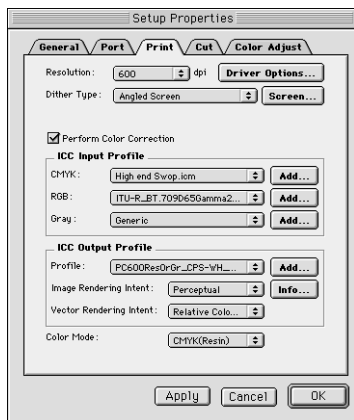 Setup Properties
General Port Print Cut Color Adjust
Resolution: 600 dpi Driver Options...
Dither Type: Angled Screen Screen...
Perform Color Correction
ICC Input Profile
CMYK: High end Swop.icm Add...
RGB: ITU-R_BT.709D65Gamma2... Add...
Gray: Generic Add...
ICC Output Profile
Profile: PC600ResOrGr_CPS-WH_... Add...
Image Rendering Intent: Perceptual Info...
Vector Rendering Intent: Relative Colo...
Color Mode: CMYK(Resin)
Apply Cancel OK